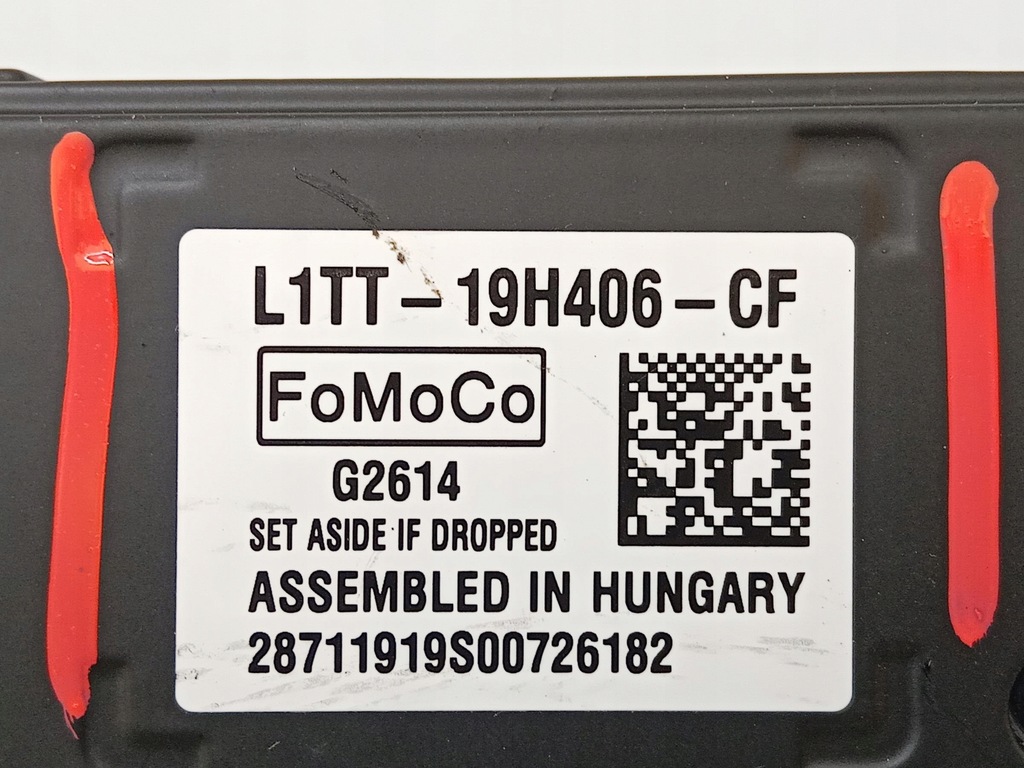 L1TT-19H406-CF
FoMoCo
G2614
SET ASIDE IF DROPPED
ASSEMBLED IN HUNGARY
28711919S00726182